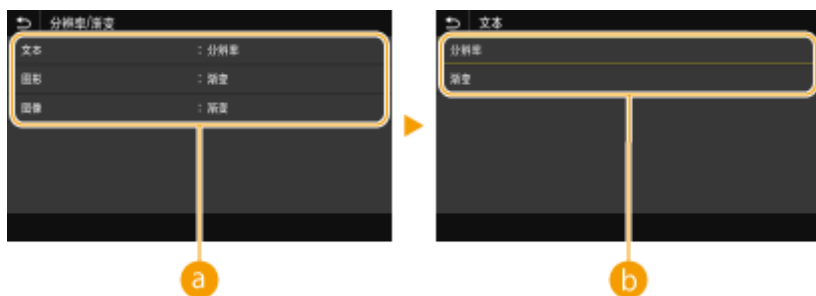 分辨率/渐变
文本 : 分辨率
图形 : 渐变
图像 : 渐变
a
文本
分辨率
渐变
b